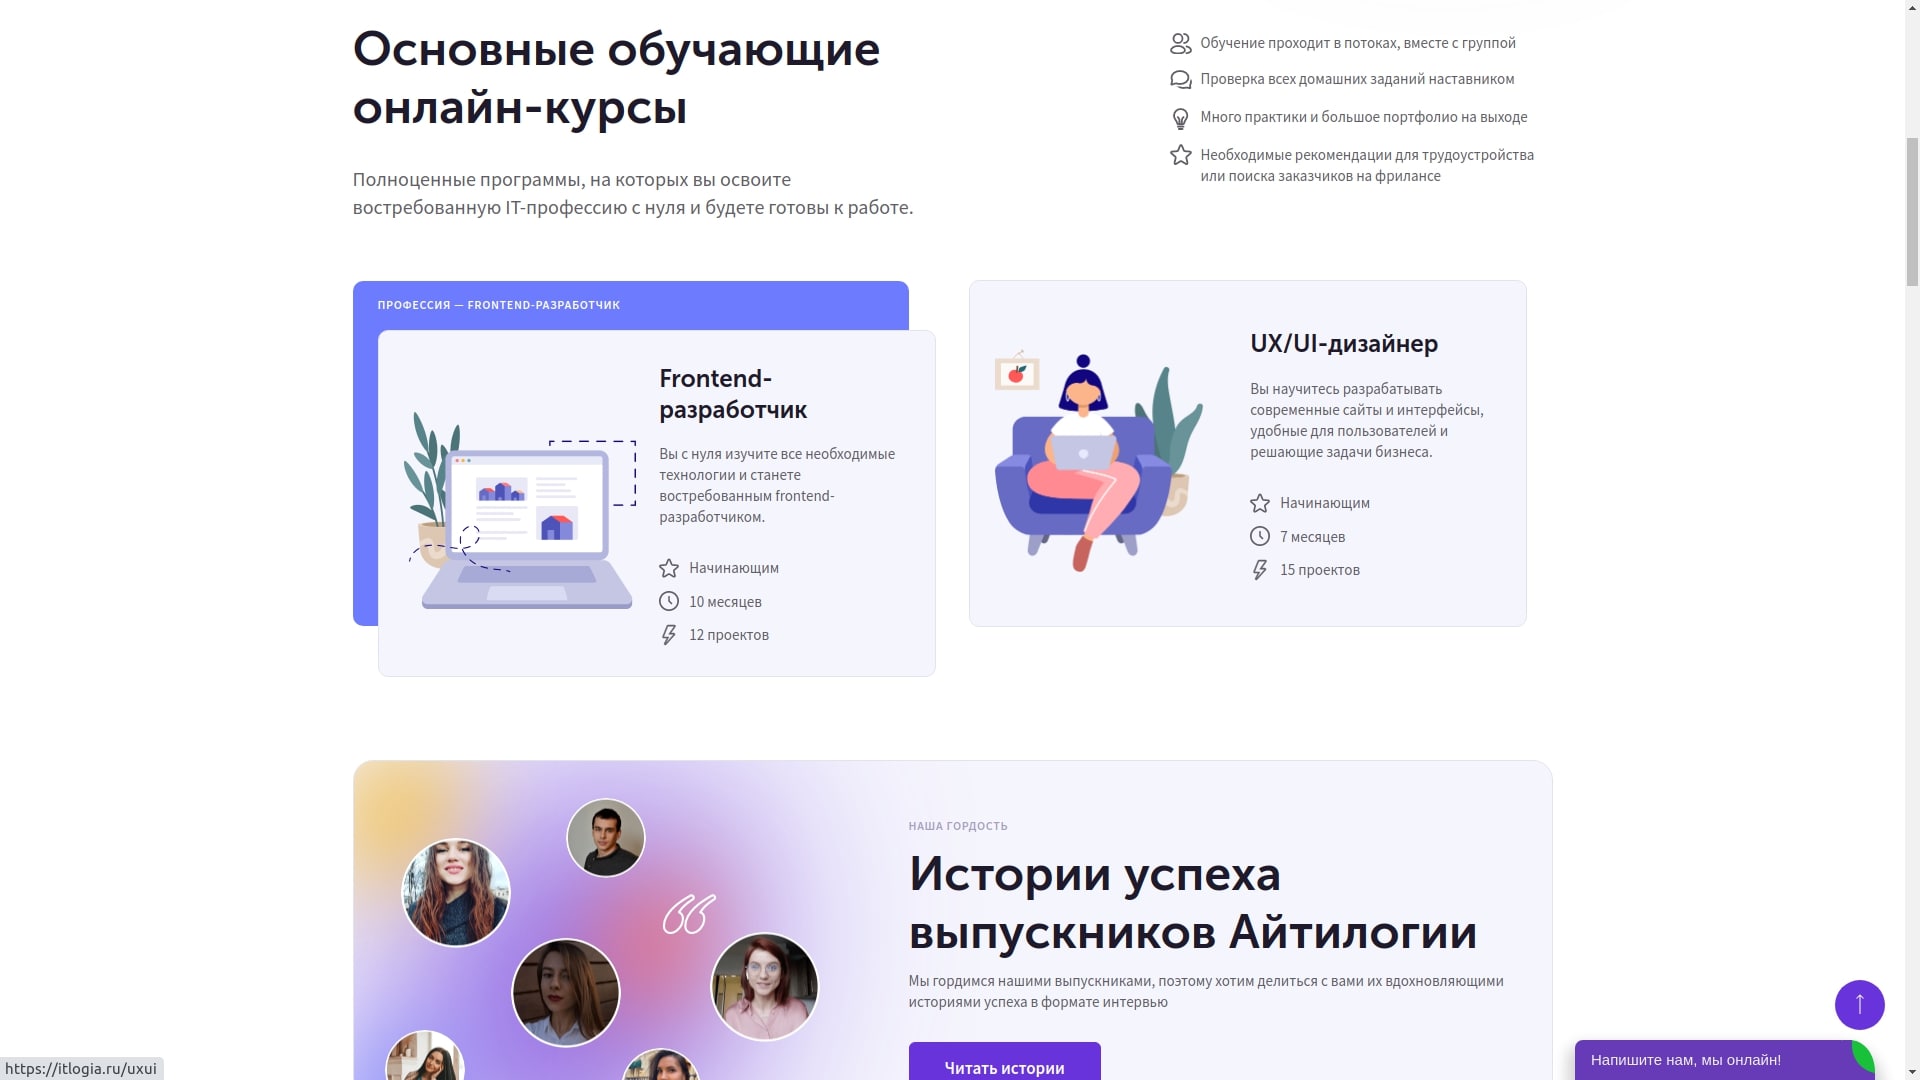 Основные обучающие
онлайн-курсы
Полноценные программы, на которых вы освоите
востребованную IT-профессию с нуля и будете готовы к работе.
Обучение проходит в потоках, вместе с группой
Проверка всех домашних заданий наставником
Много практики и большое портфолио на выходе
Необходимые рекомендации для трудоустройства
или поиска заказчиков на фрилансе
ПРОФЕССИЯ — FRONTEND-РАЗРАБОТЧИК
Frontend-
разработчик
Вы с нуля изучите все необходимые
технологии и станете
востребованным frontend-
разработчиком.
Начинающим
10 месяцев
12 проектов
UX/UI-дизайнер
Вы научитесь разрабатывать
современные сайты и интерфейсы,
удобные для пользователей и
решающие задачи бизнеса.
Начинающим
7 месяцев
15 проектов
НАША ГОРДОСТЬ
Истории успеха
выпускников Айтилогии
Мы гордимся нашими выпускниками, поэтому хотим делиться с вами их вдохновляющими
историями успеха в формате интервью
Читать истории
Напишите нам, мы онлайн!
https://itlogia.ru/uxui